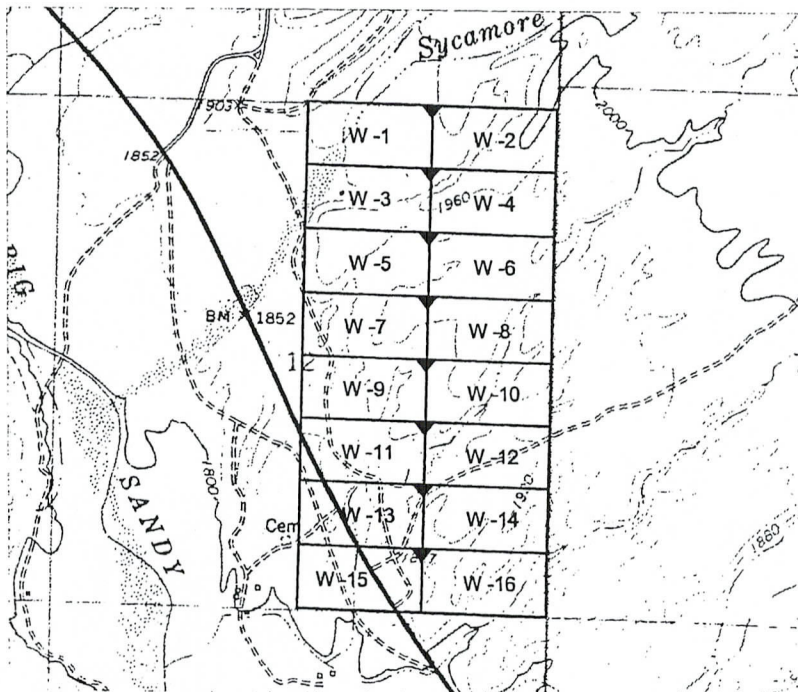 Sycamore
1903
2000
W -1
W -2
1852
W -3
1960
W -4
W -5
W -6
BIG
BM × 1852
W -7
W -8
12
W -9
W -10
W -11
W -12
1800
SANDY
Cem
W -13
W -14
1860
W -15
W -16